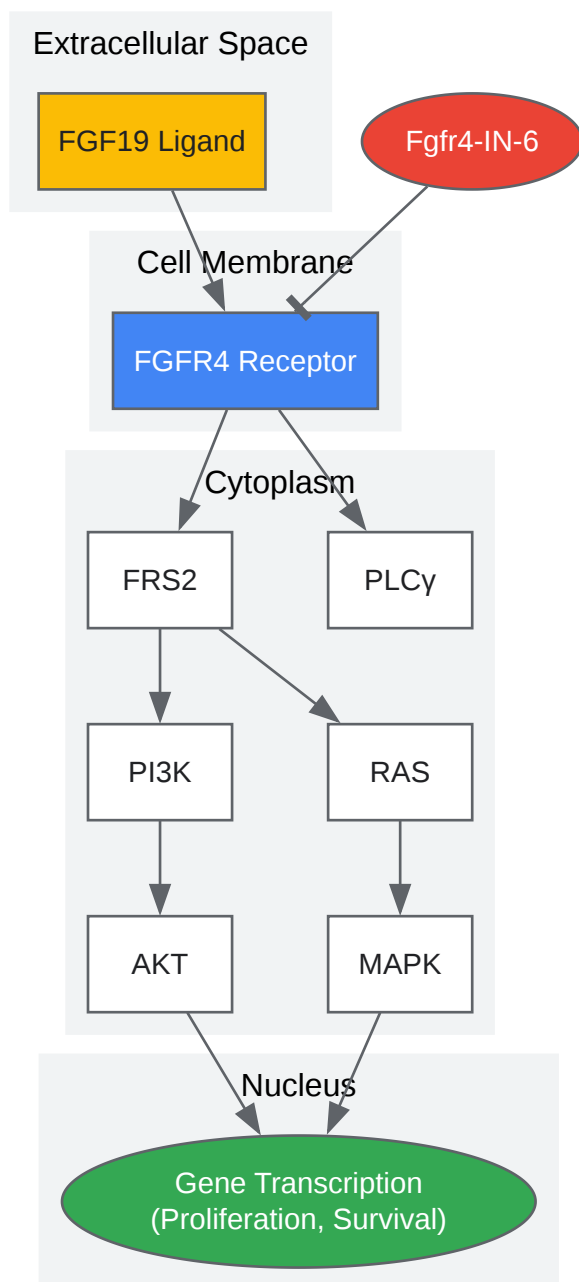 Extracellular Space
FGF19 Ligand
Fgfr4-IN-6
Cell Membrane
FGFR4 Receptor
Cytoplasm
FRS2
PLCγ
PI3K
RAS
AKT
MAPK
Nucleus
Gene Transcription
(Proliferation, Survival)